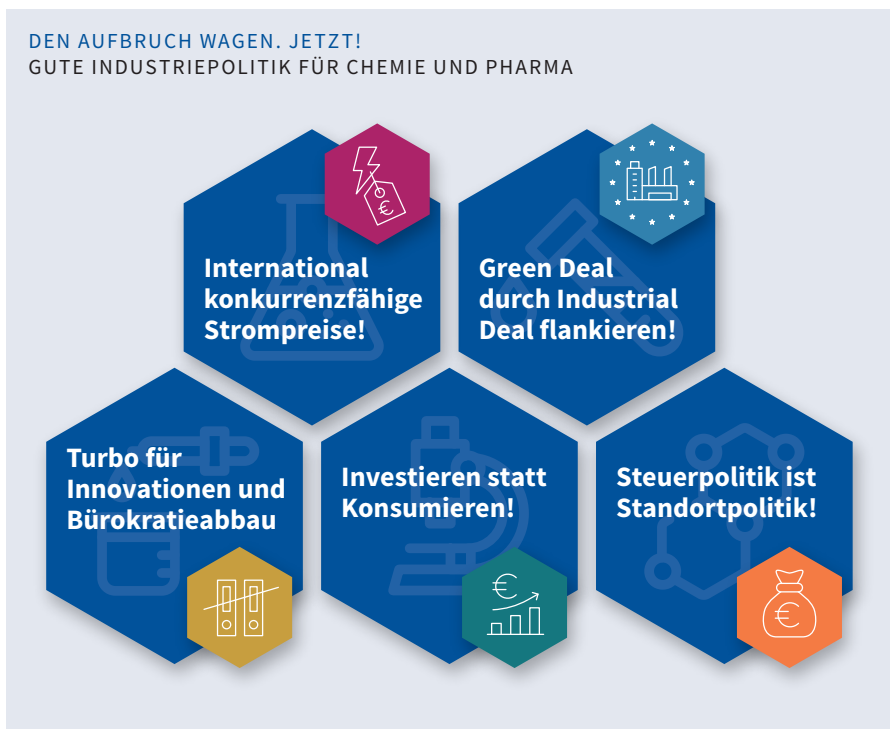 DEN AUFBRUCH WAGEN. JETZT!
GUTE INDUSTRIEPOLITIK FÜR CHEMIE UND PHARMA
International
konkurrenzfähige
Strompreise!
€
Green Deal
durch Industrial
Deal flankieren!
Turbo für
Innovationen und
Bürokratieabbau
Investieren statt
Konsumieren!
€
Steuerpolitik ist
Standortpolitik!
€